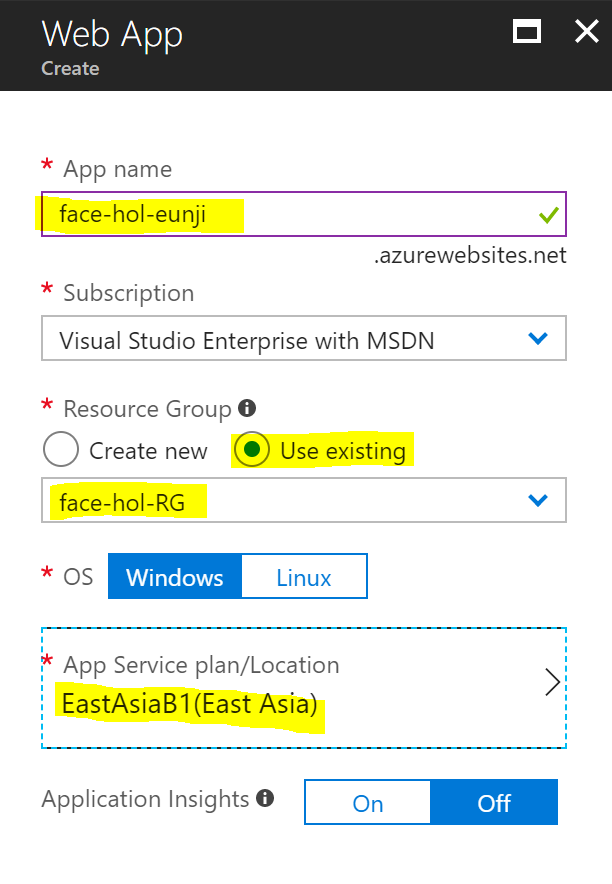 Web App
Create
* App name
face-hol-eunji
.azurewebsites.net
* Subscription
Visual Studio Enterprise with MSDN
* Resource Group
Create new Use existing
face-hol-RG
* OS Windows Linux
* App Service plan/Location
EastAsiaB1(East Asia)
Application Insights On Off